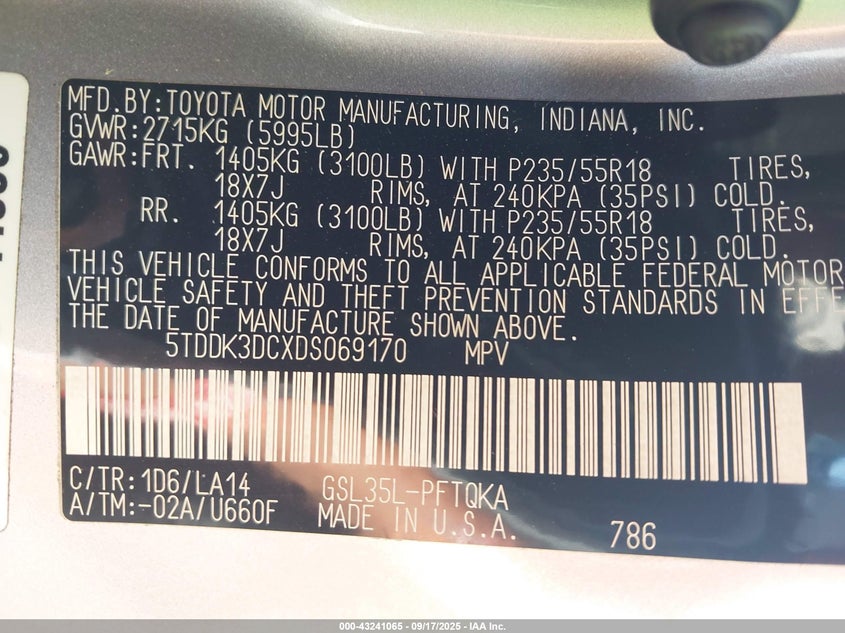 MFD.BY:TOYOTA MOTOR MANUFACTURING, INDIANA, INC.
GVWR:2715KG (5995LB)
GAWR:FRT. 1405KG (3100LB) WITH P235/55R18 TIRES,
18X7J RIMS, AT 240KPA (35PSI) COLD.
RR. 1405KG (3100LB) WITH P235/55R18 TIRES,
18X7J RIMS, AT 240KPA (35PSI) COLD.
THIS VEHICLE CONFORMS TO ALL APPLICABLE FEDERAL MOTOR
VEHICLE SAFETY AND THEFT PREVENTION STANDARDS IN EFFE
THE DATE OF MANUFACTURE SHOWN ABOVE.
5TDDK3DCXDS069170 MPV
C/TR:1D6/LA14 GSL35L-PFTQKA
A/TM:-02A/U660F MADE IN U.S.A.
786
000-43241065 - 09/17/2025 - IAA Inc.